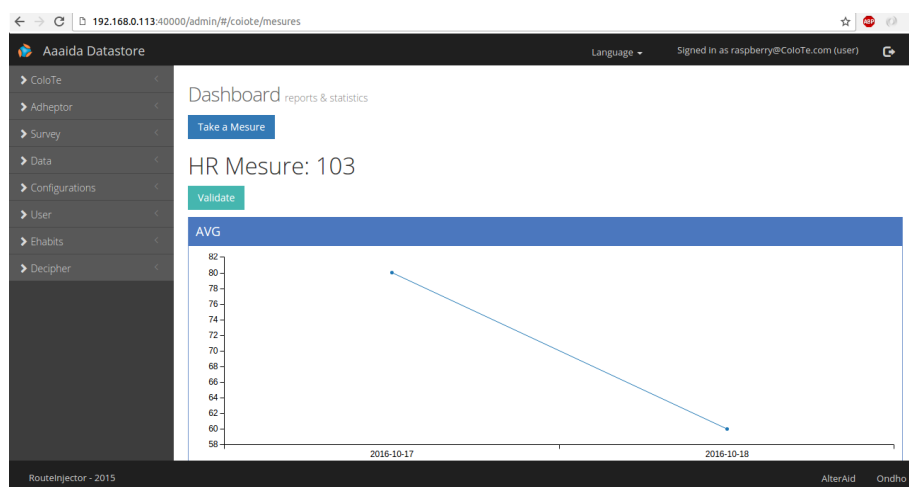 192.168.0.113:40000/admin/#/coiote/mesures
ABP
Aaaida Datastore
Language
Signed in as raspberry@ColoTe.com (user)
ColoTe
Adheptor
Survey
Data
Configurations
User
Ehabits
Decipher
Dashboard reports & statistics
Take a Mesure
HR Mesure: 103
Validate
AVG
82
80
78
76
74
72
70
68
66
64
62
60
58
2016-10-17
2016-10-18
RouteInjector - 2015
AlterAid
Ondho